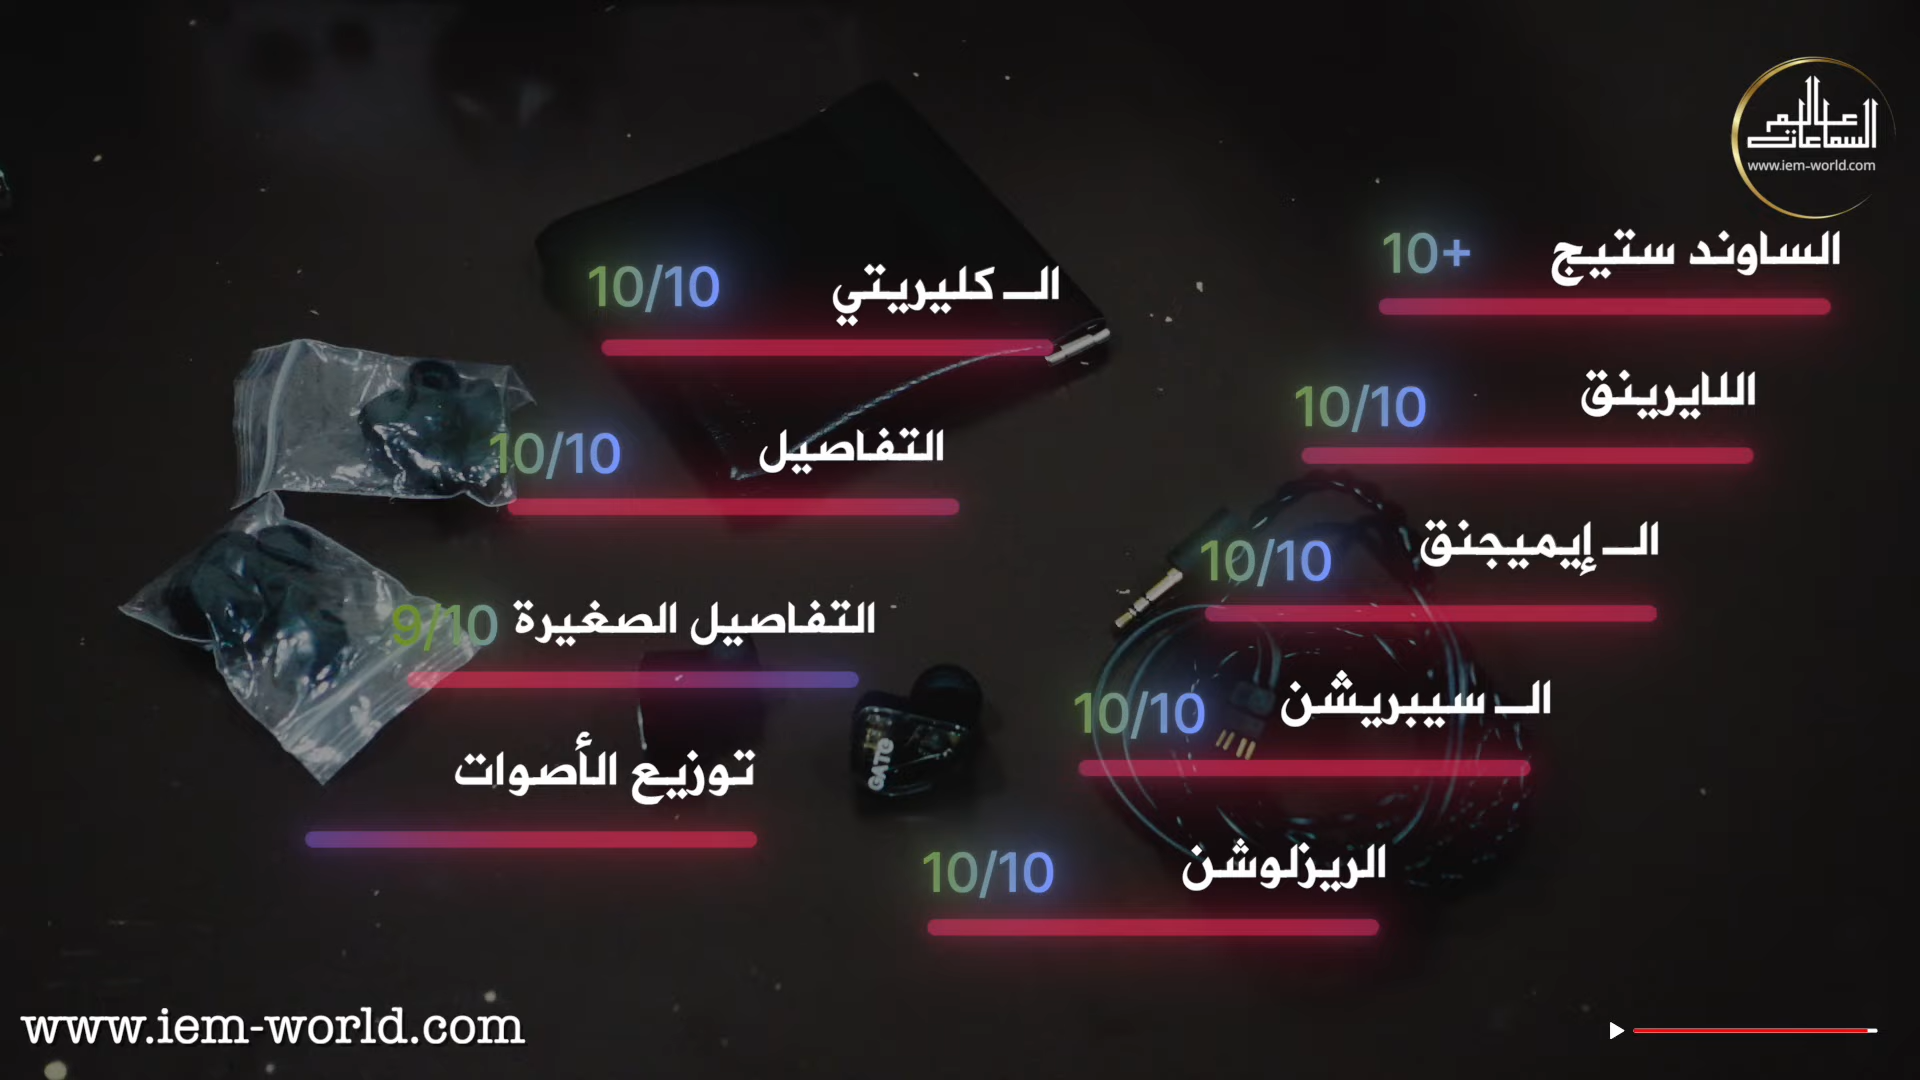 عالم
السماعات
www.iem-world.com
الساوند ستيج
10+
اللايرينق
10/10
الـ إيميجنق
10/10
الـ سيبريشن
10/10
الريزلوشن
10/10
الـ كليريتي
10/10
التفاصيل
10/10
التفاصيل الصغيرة
9/10
توزيع الأصوات
GATE
www.iem-world.com